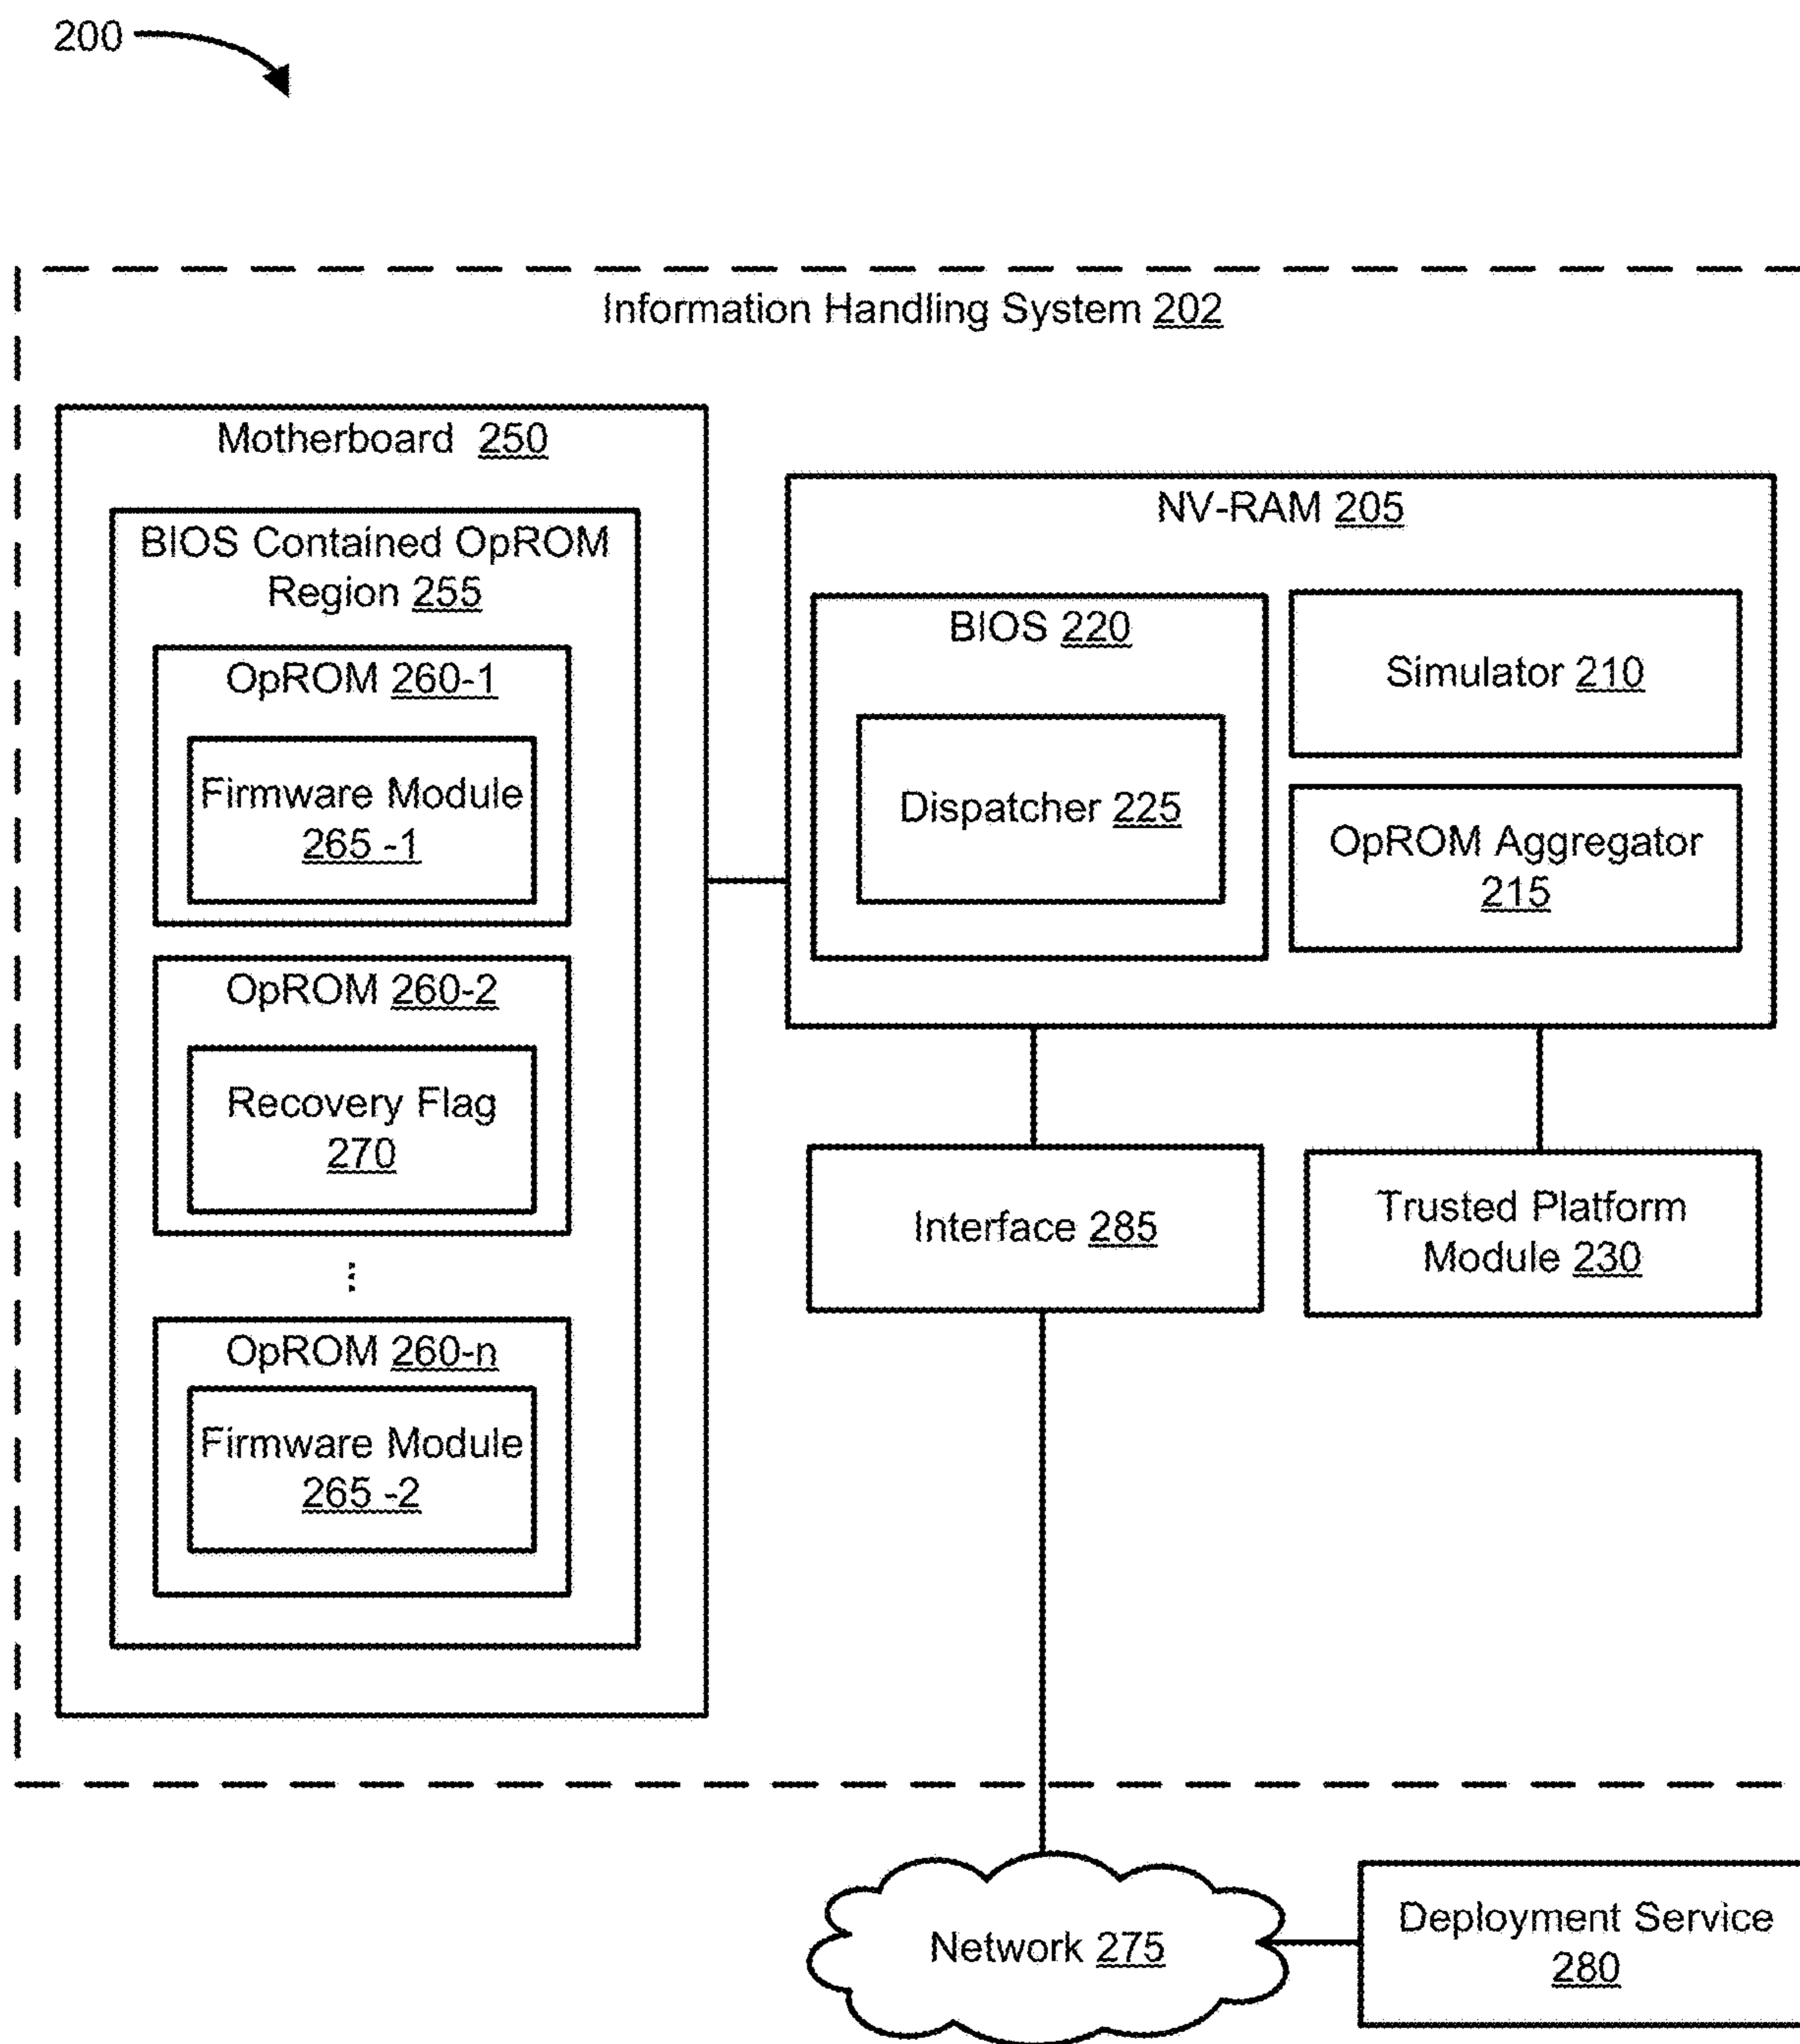 200
Information Handling System 202
Motherboard 250
BIOS Contained OpROM
Region 255
OpROM 260-1
Firmware Module
265 -1
OpROM 260-2
Recovery Flag
270
⋮
OpROM 260-n
Firmware Module
265 -2
NV-RAM 205
BIOS 220
Dispatcher 225
Simulator 210
OpROM Aggregator
215
Interface 285
Trusted Platform
Module 230
Network 275
Deployment Service
280